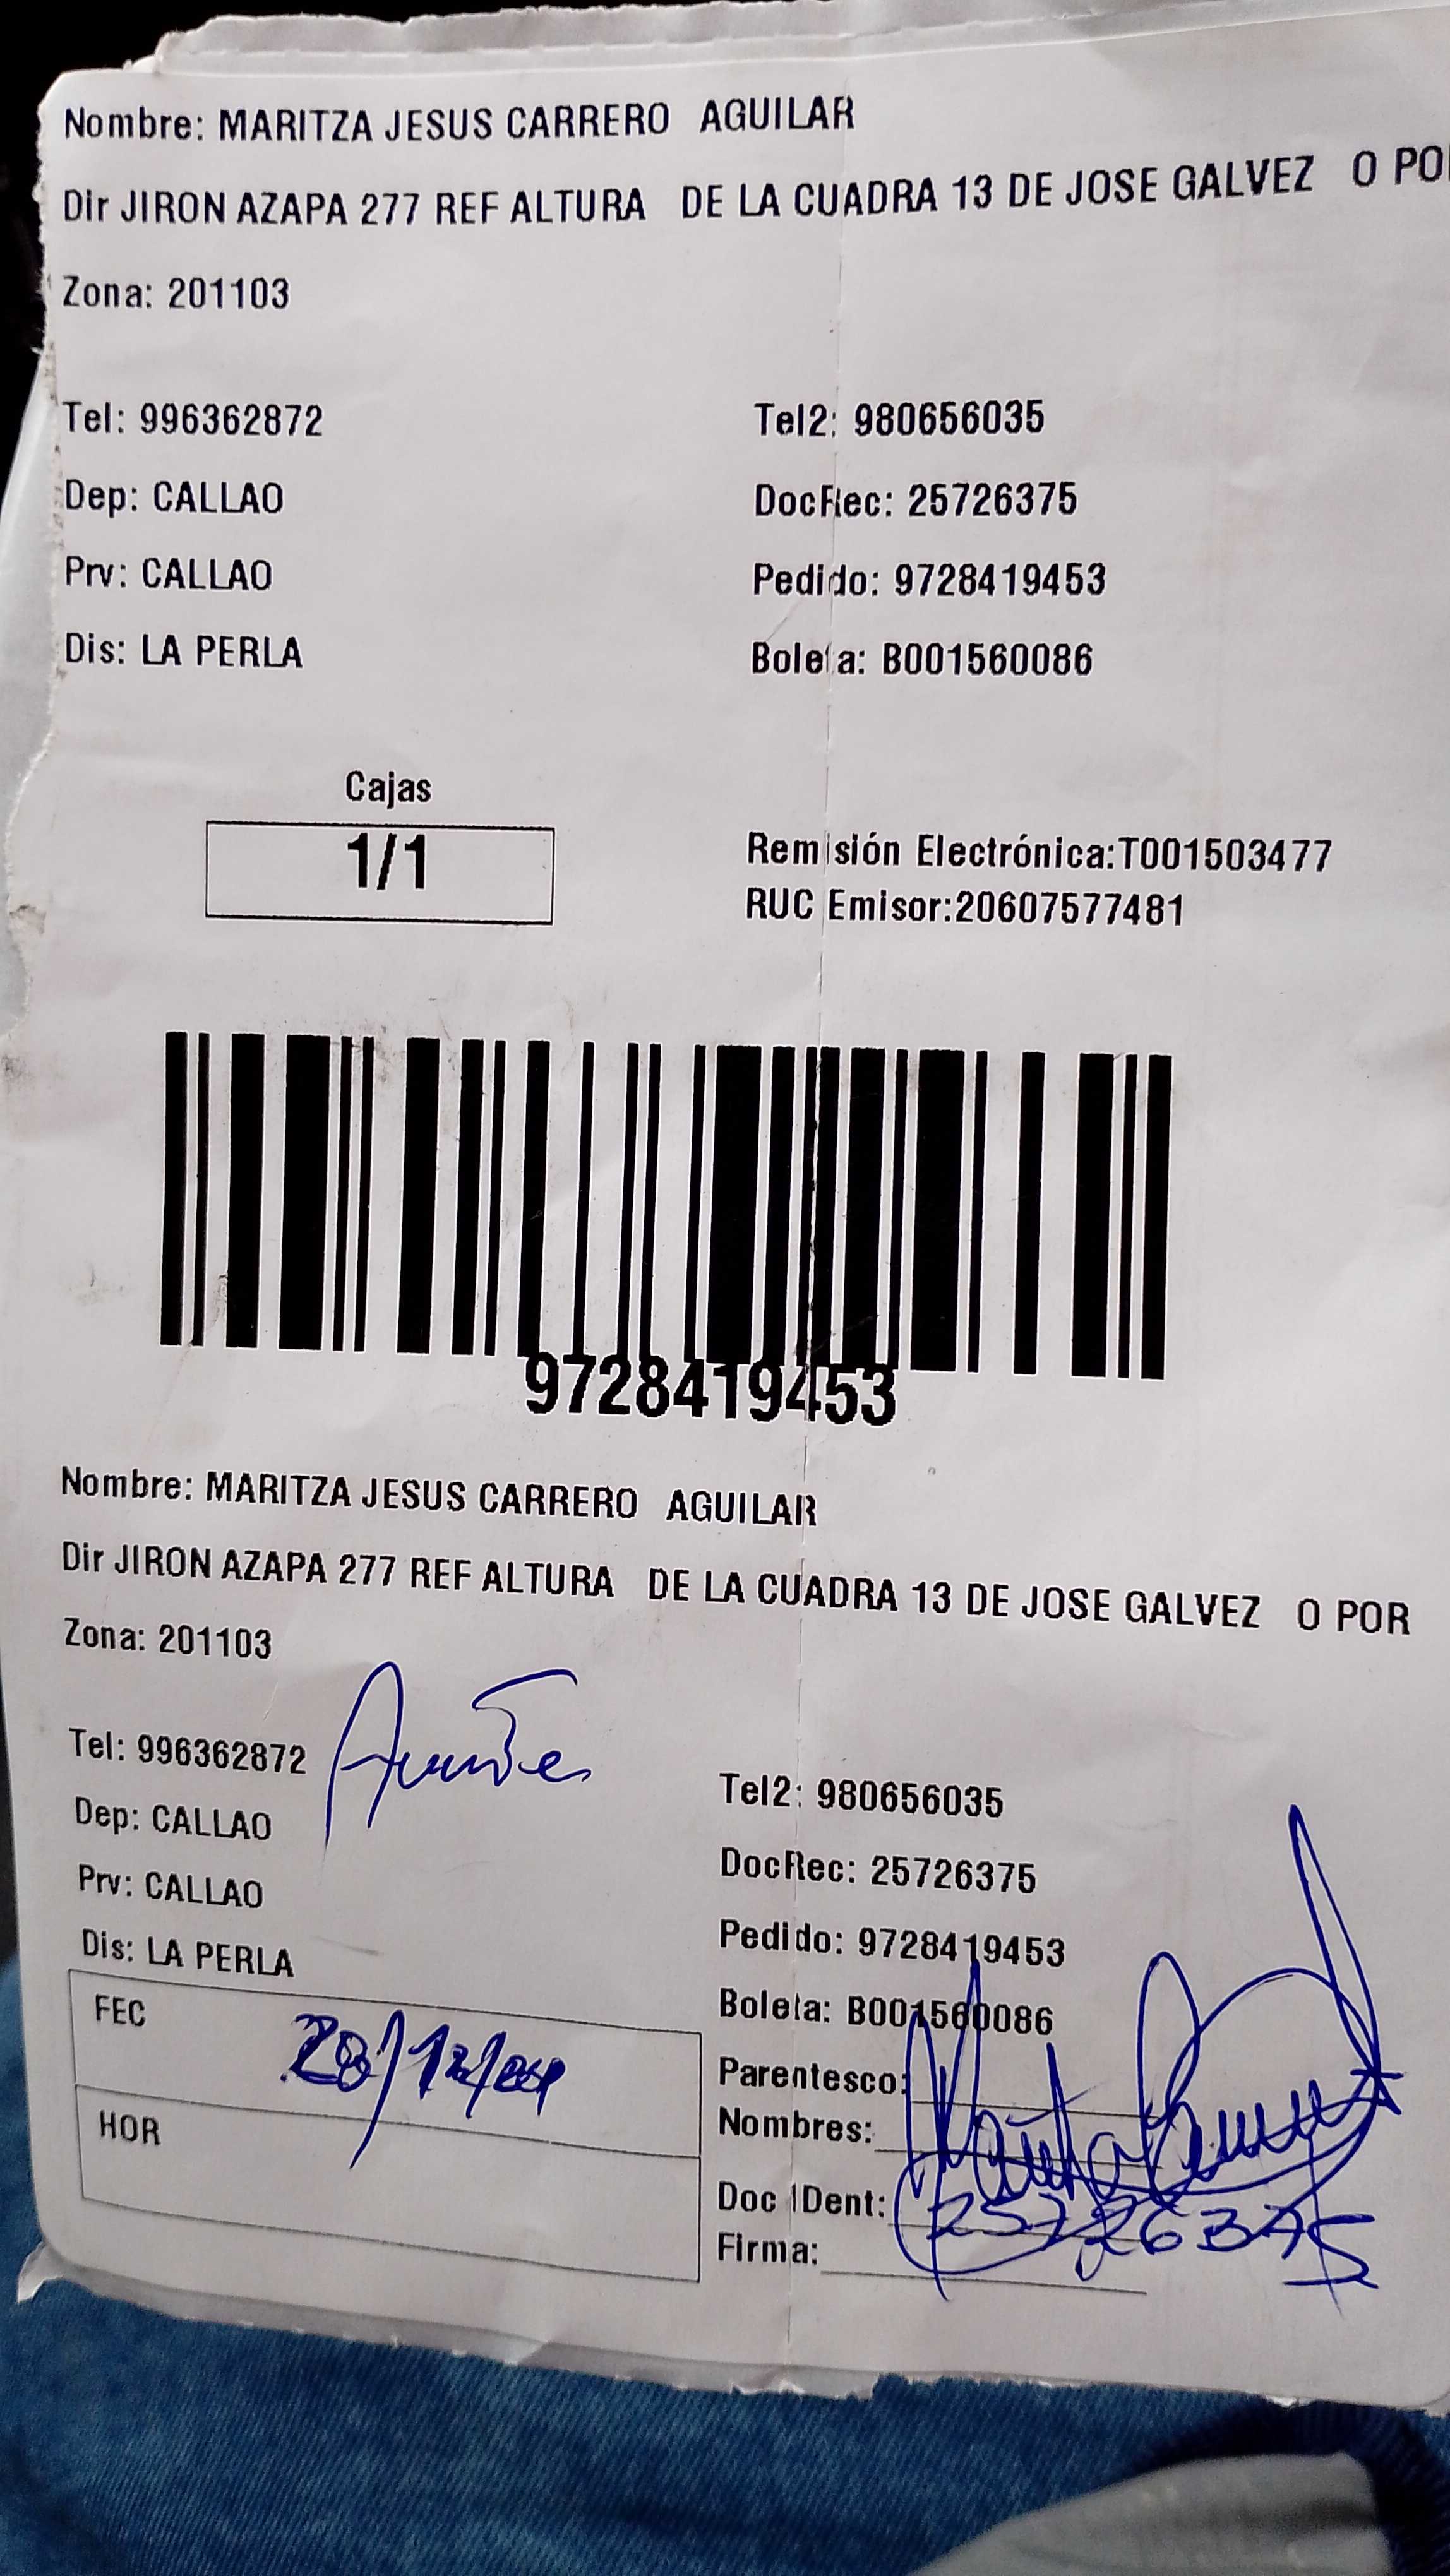 Nombre: MARITZA JESUS CARRERO AGUILAR
Dir JIRON AZAPA 277 REF ALTURA DE LA CUADRA 13 DE JOSE GALVEZ O PO
Zona: 201103
Tel: 996362872 Tel2: 980656035
Dep: CALLAO DocRec: 25726375
Prv: CALLAO Pedido: 9728419453
Dis: LA PERLA Boleta: B001560086
Cajas
1/1
Remisión Electrónica:T001503477
RUC Emisor:20607577481
9728419453
Nombre: MARITZA JESUS CARRERO AGUILAR
Dir JIRON AZAPA 277 REF ALTURA DE LA CUADRA 13 DE JOSE GALVEZ O POR
Zona: 201103
Tel: 996362872 Tel2: 980656035
Dep: CALLAO DocRec: 25726375
Prv: CALLAO Pedido: 9728419453
Dis: LA PERLA Boleta: B001560086
FEC 28/12/24
HOR
Parentesco:
Nombres:
Doc IDent: 25726375
Firma: